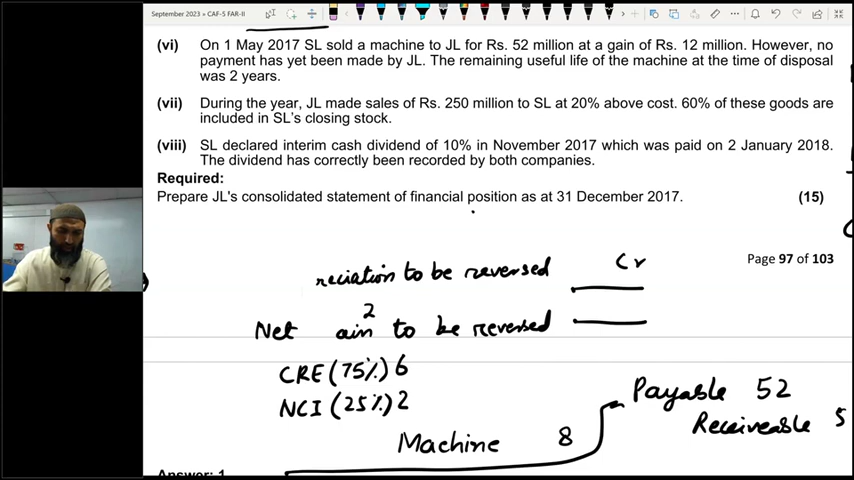 September 2023 » CAF-5 FAR-II
(vi) On 1 May 2017 SL sold a machine to JL for Rs. 52 million at a gain of Rs. 12 million. However, no
payment has yet been made by JL. The remaining useful life of the machine at the time of disposal
was 2 years.
(vii) During the year, JL made sales of Rs. 250 million to SL at 20% above cost. 60% of these goods are
included in SL's closing stock.
(viii) SL declared interim cash dividend of 10% in November 2017 which was paid on 2 January 2018.
The dividend has correctly been recorded by both companies.
Required:
Prepare JL's consolidated statement of financial position as at 31 December 2017. (15)
Page 97 of 103
reciation to be reversed Cr
2
Net ain to be reversed
CRE (75%) 6
NCI (25%) 2
Payable 52
Receiveable 5
Machine 8
Answer: 1